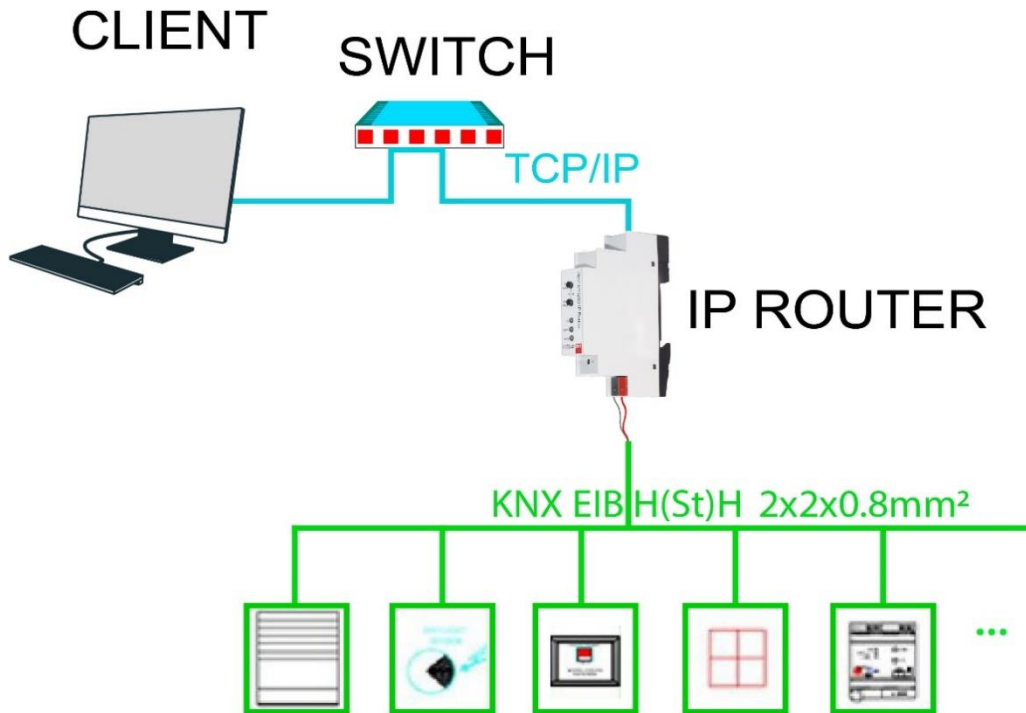 CLIENT
SWITCH
TCP/IP
IP ROUTER
KNX EIB H(St)H 2x2x0.8mm²
...